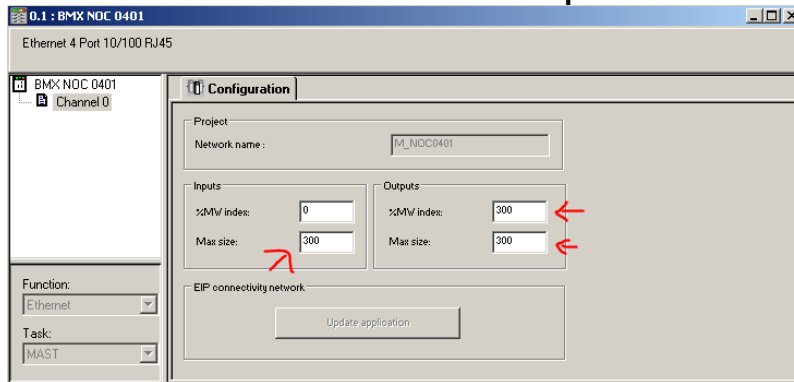 0.1 : BMX NOC 0401
Ethernet 4 Port 10/100 RJ45
BMX NOC 0401
Channel 0
Configuration
Project
Network name :
M_NOC0401
Inputs
%MW index:
0
Max size:
300
Outputs
%MW index:
300
Max size:
300
EIP connectivity network
Update application
Function:
Ethernet
Task:
MAST